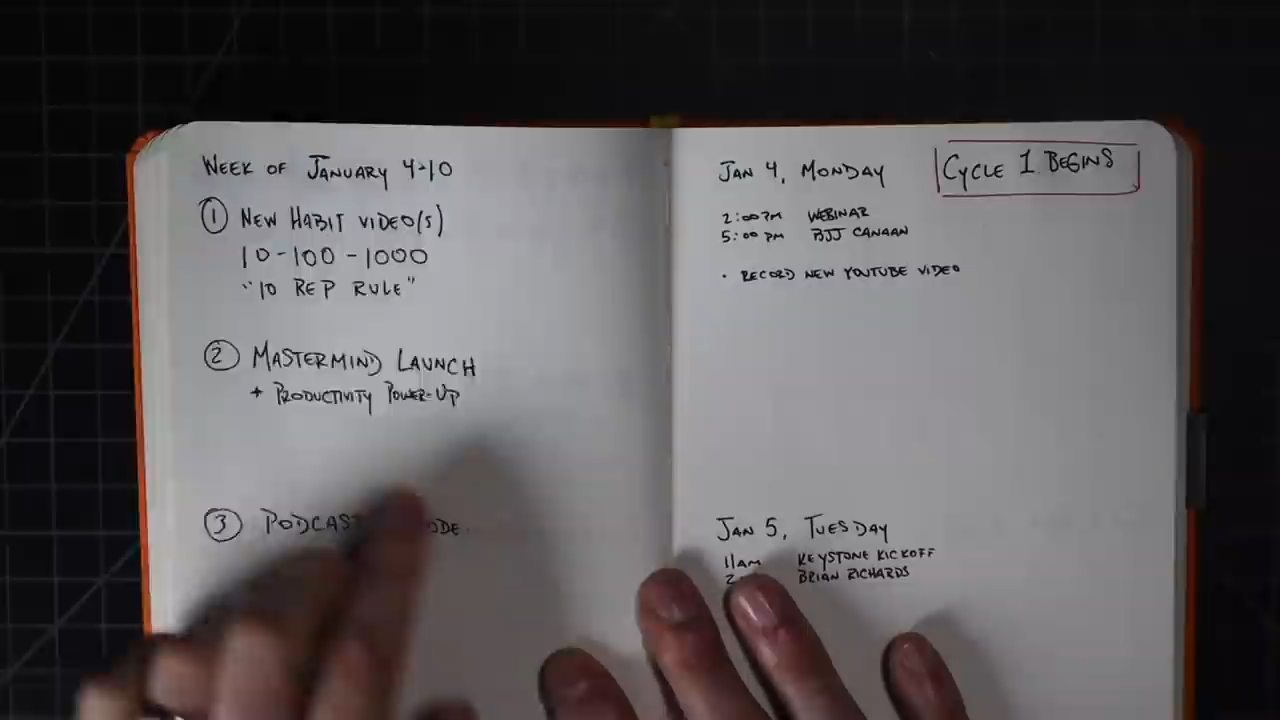 WEEK OF JANUARY 4-10
① NEW HABIT VIDEO(S)
10-100-1000
"10 REP RULE"
② MASTERMIND LAUNCH
+ PRODUCTIVITY POWER-UP
③ PODCAST
JAN 4, MONDAY
CYCLE 1 BEGINS
2:00PM WEBINAR
5:00PM BJJ CANAAN
• RECORD NEW YOUTUBE VIDEO
JAN 5, TUESDAY
11AM KEYSTONE KICKOFF
BRIAN RICHARDS